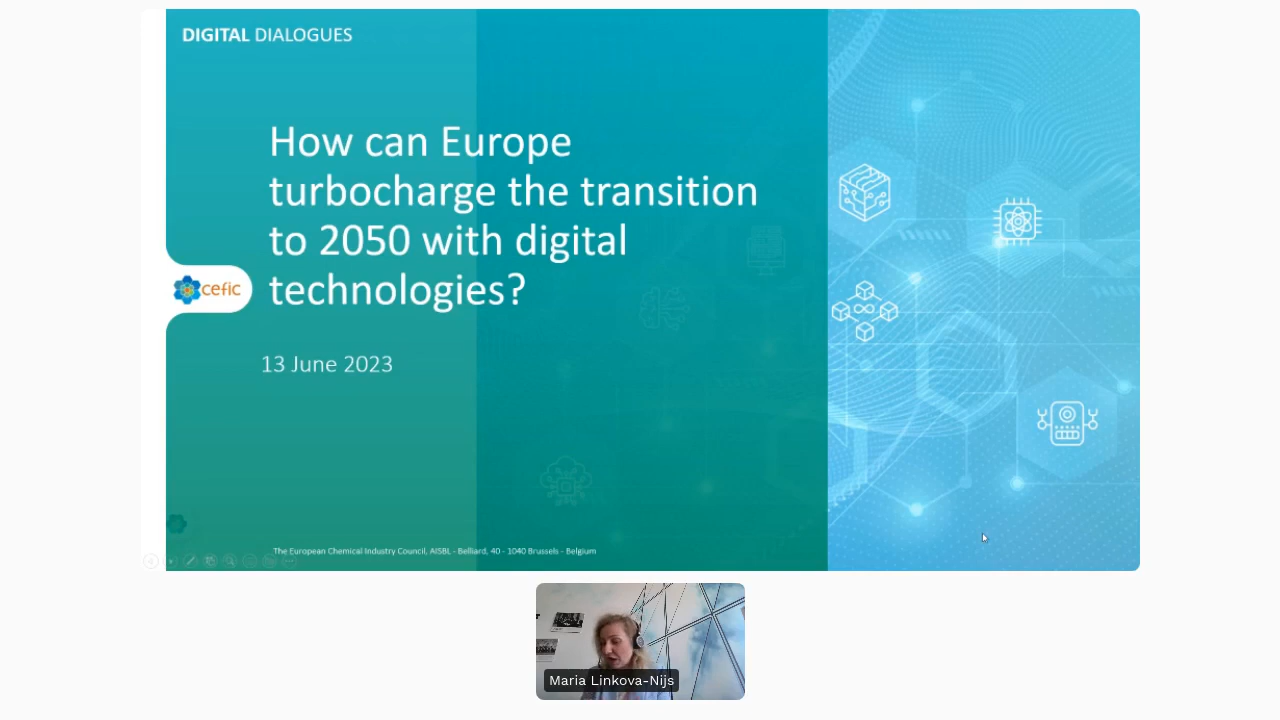 DIGITAL DIALOGUES
How can Europe
turbocharge the transition
to 2050 with digital
technologies?
cefic
13 June 2023
The European Chemical Industry Council, AISBL - Belliard, 40 - 1040 Brussels - Belgium
Maria Linkova-Nijs